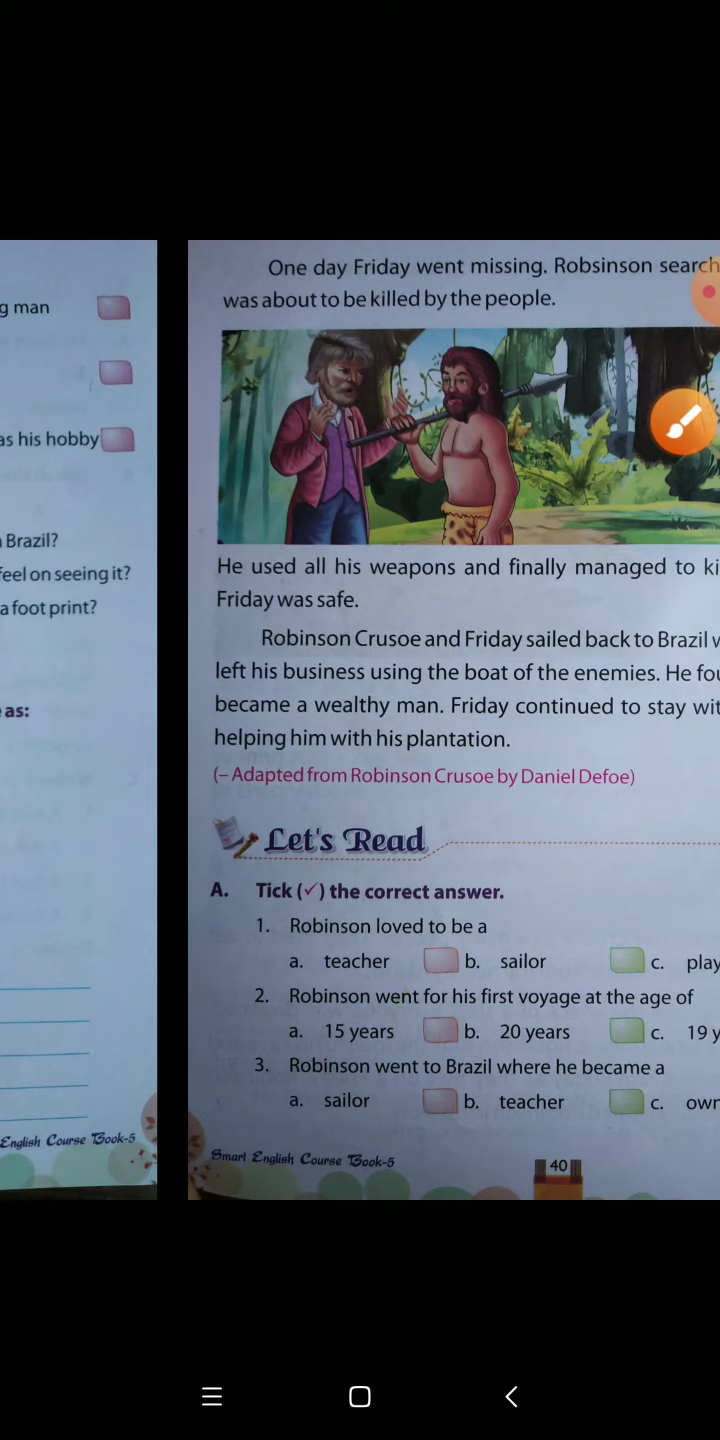 g man
as his hobby
Brazil?
feel on seeing it?
a foot print?
as:
English Course Book-5
One day Friday went missing. Robsinson search
was about to be killed by the people.
He used all his weapons and finally managed to ki
Friday was safe.
Robinson Crusoe and Friday sailed back to Brazil w
left his business using the boat of the enemies. He fou
became a wealthy man. Friday continued to stay wit
helping him with his plantation.
(– Adapted from Robinson Crusoe by Daniel Defoe)
Let's Read
A. Tick (✓) the correct answer.
1. Robinson loved to be a
a. teacher b. sailor c. play
2. Robinson went for his first voyage at the age of
a. 15 years b. 20 years c. 19 y
3. Robinson went to Brazil where he became a
a. sailor b. teacher c. own
Smart English Course Book-5
40